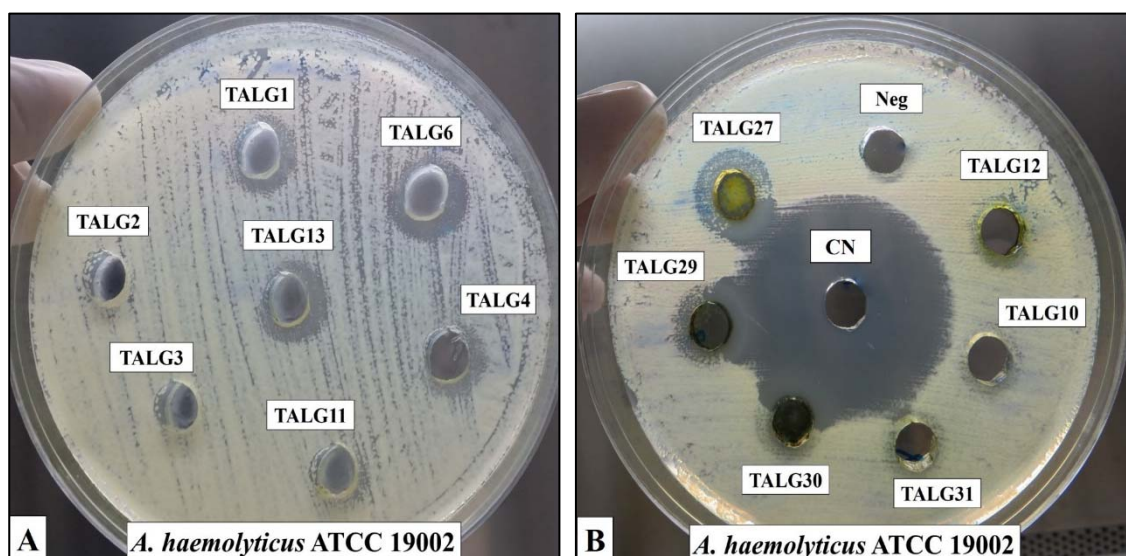 TALG1
TALG6
TALG2
TALG13
TALG4
TALG3
TALG11
A
A. haemolyticus ATCC 19002
Neg
TALG27
TALG12
CN
TALG29
TALG10
TALG30
TALG31
B
A. haemolyticus ATCC 19002